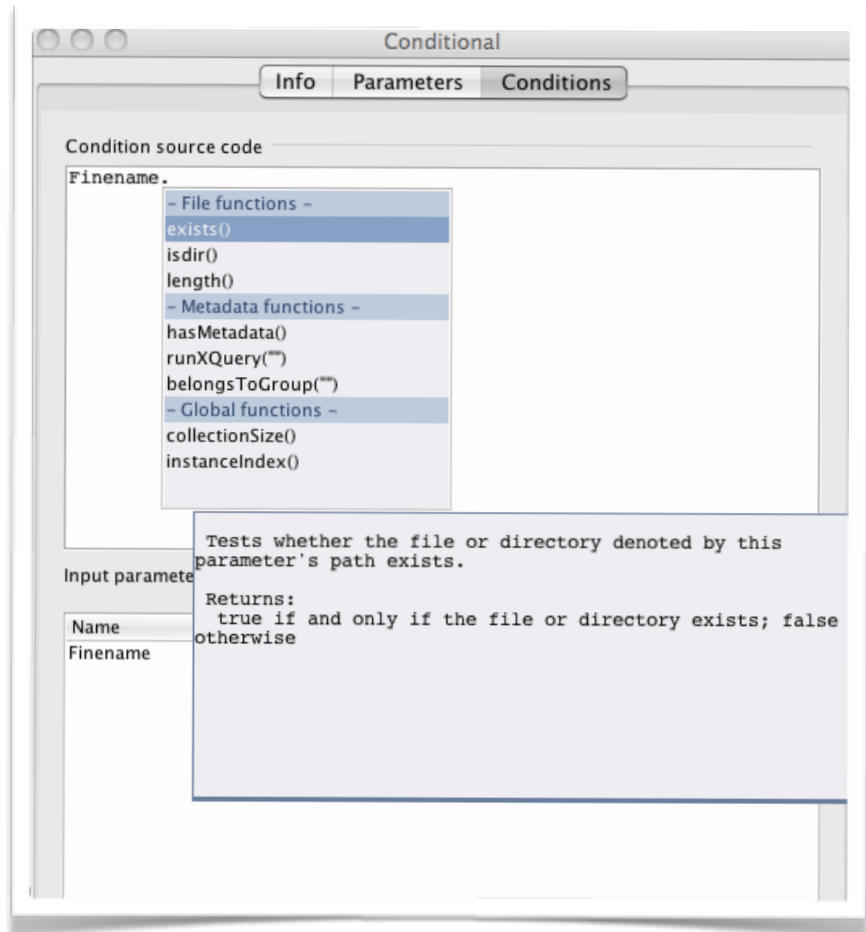 Conditional
Info Parameters Conditions
Condition source code
Finename.
– File functions –
exists()
isdir()
length()
– Metadata functions –
hasMetadata()
runXQuery("")
belongsToGroup("")
– Global functions –
collectionSize()
instanceIndex()
Tests whether the file or directory denoted by this
parameter's path exists.
Returns:
true if and only if the file or directory exists; false
otherwise
Input paramete
Name
Finename